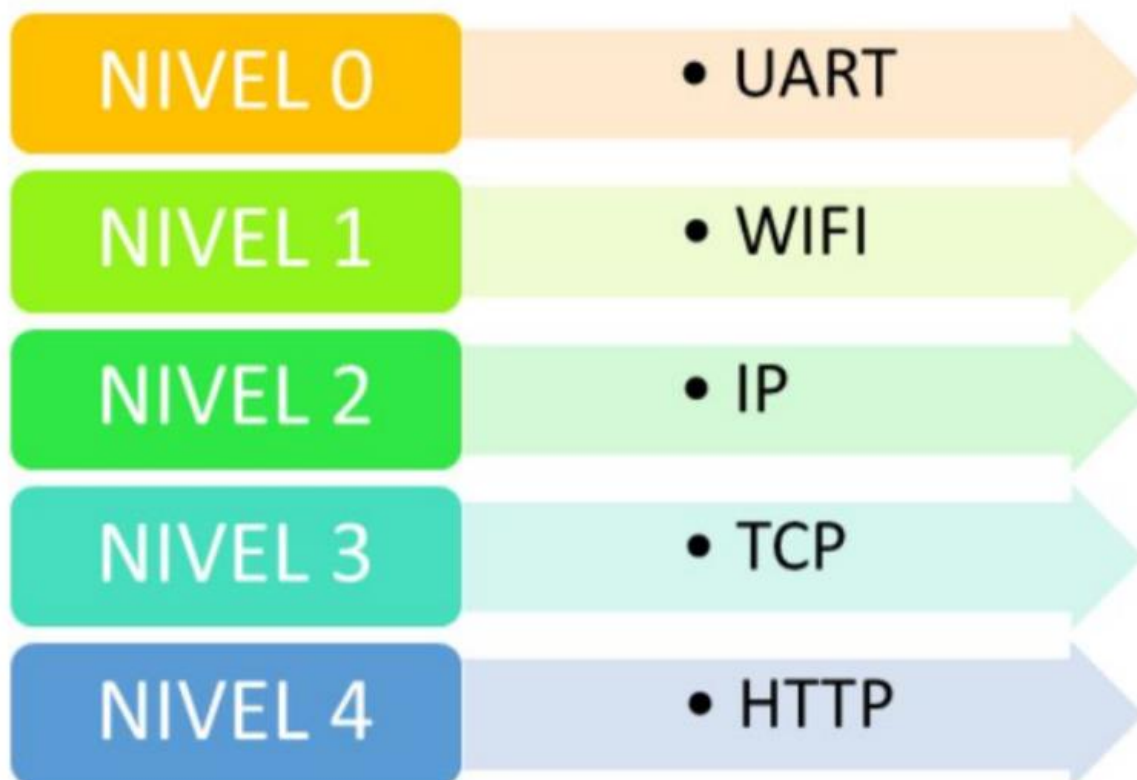 NIVEL 0 • UART
NIVEL 1 • WIFI
NIVEL 2 • IP
NIVEL 3 • TCP
NIVEL 4 • HTTP